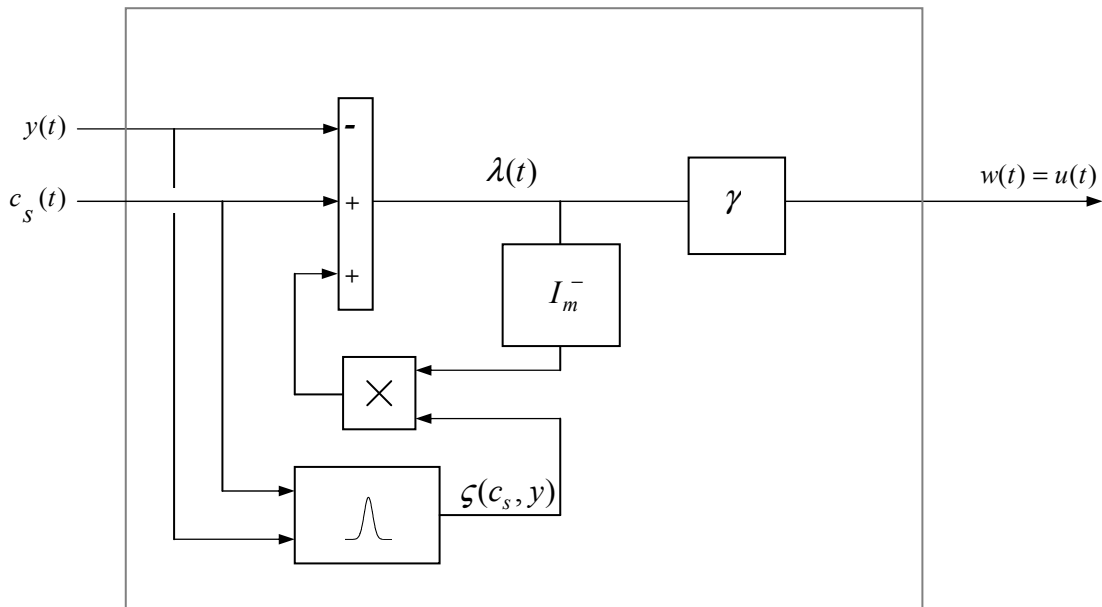 y(t)
-
λ(t)
w(t) = u(t)
c_s(t)
+
γ
+
I_m^-
×
ς(c_s, y)